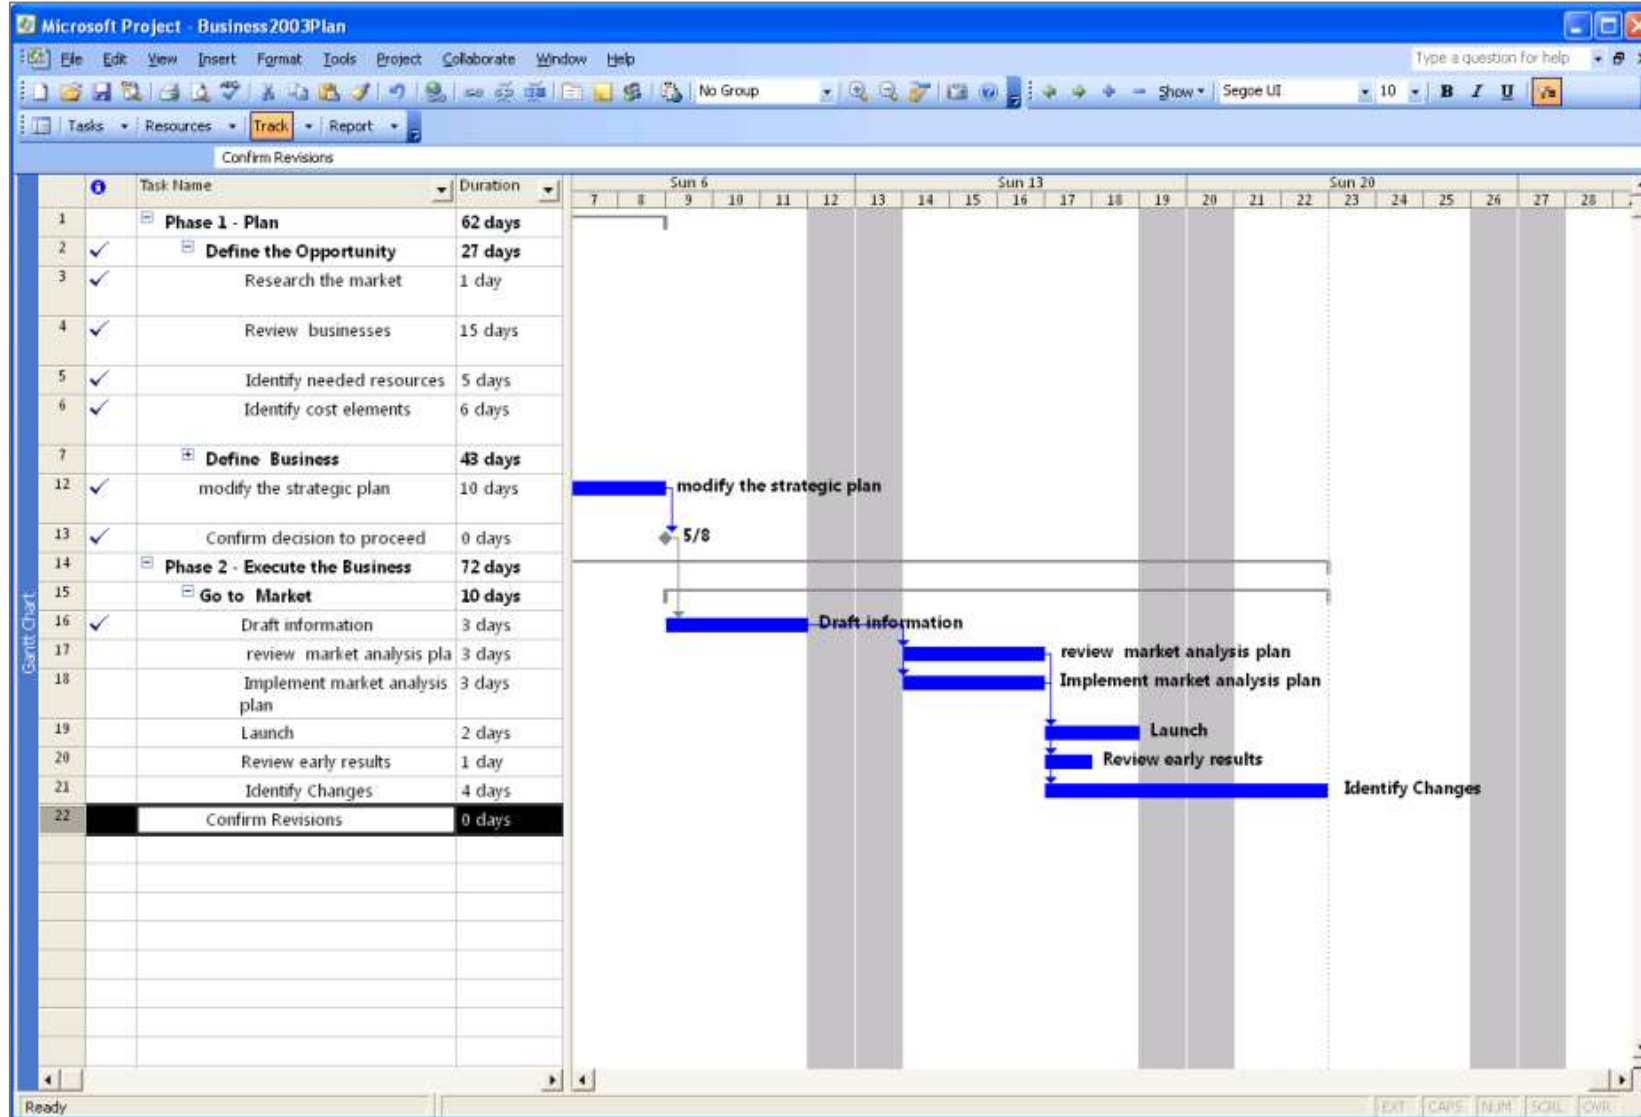 Microsoft Project - Business2003Plan
File Edit View Insert Format Tools Project Collaborate Window Help Type a question for help
No Group Show Segoe UI 10 B I U
Tasks Resources Track Report
Confirm Revisions
Task Name Duration Sun 6 Sun 13 Sun 20
7 8 9 10 11 12 13 14 15 16 17 18 19 20 21 22 23 24 25 26 27 28
1 Phase 1 - Plan 62 days
2 Define the Opportunity 27 days
3 Research the market 1 day
4 Review businesses 15 days
5 Identify needed resources 5 days
6 Identify cost elements 6 days
7 Define Business 43 days
12 modify the strategic plan 10 days modify the strategic plan
13 Confirm decision to proceed 0 days 5/8
14 Phase 2 - Execute the Business 72 days
15 Go to Market 10 days
16 Draft information 3 days Draft information
17 review market analysis pla 3 days review market analysis plan
18 Implement market analysis 3 days Implement market analysis plan
plan
19 Launch 2 days Launch
20 Review early results 1 day Review early results
21 Identify Changes 4 days Identify Changes
22 Confirm Revisions 0 days
Gantt Chart
Ready EXT CAPS NUM SCRL OVR